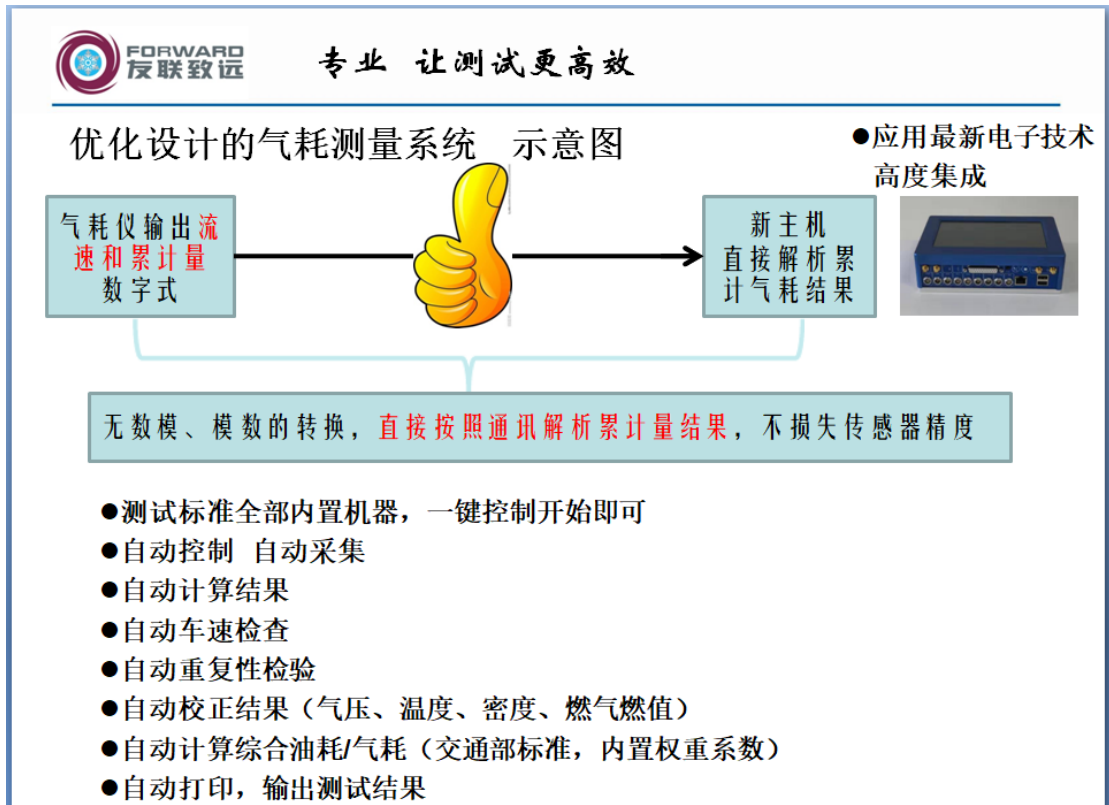 FORWARD
友联致远
专业 让测试更高效
优化设计的气耗测量系统 示意图
●应用最新电子技术
高度集成
气耗仪输出流
速和累计量
数字式
新主机
直接解析累
计气耗结果
无数模、模数的转换，直接按照通讯解析累计量结果，不损失传感器精度
●测试标准全部内置机器，一键控制开始即可
●自动控制 自动采集
●自动计算结果
●自动车速检查
●自动重复性检验
●自动校正结果（气压、温度、密度、燃气燃值）
●自动计算综合油耗/气耗（交通部标准，内置权重系数）
●自动打印，输出测试结果